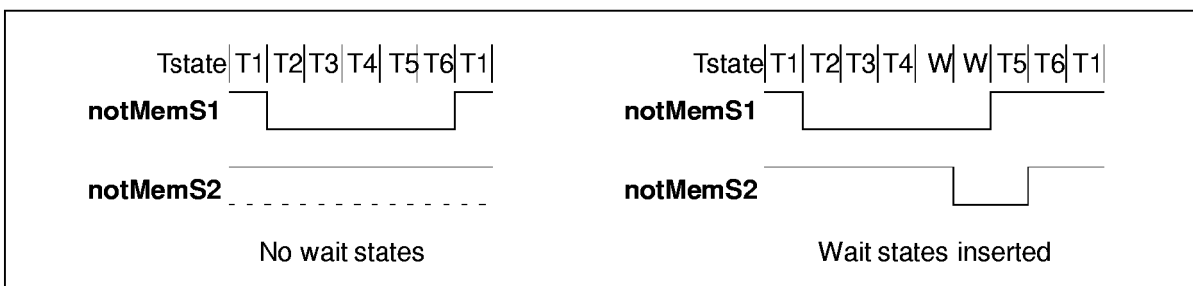 Tstate T1 T2 T3 T4 T5 T6 T1
notMemS1
notMemS2
No wait states
Tstate T1 T2 T3 T4 W W T5 T6 T1
notMemS1
notMemS2
Wait states inserted